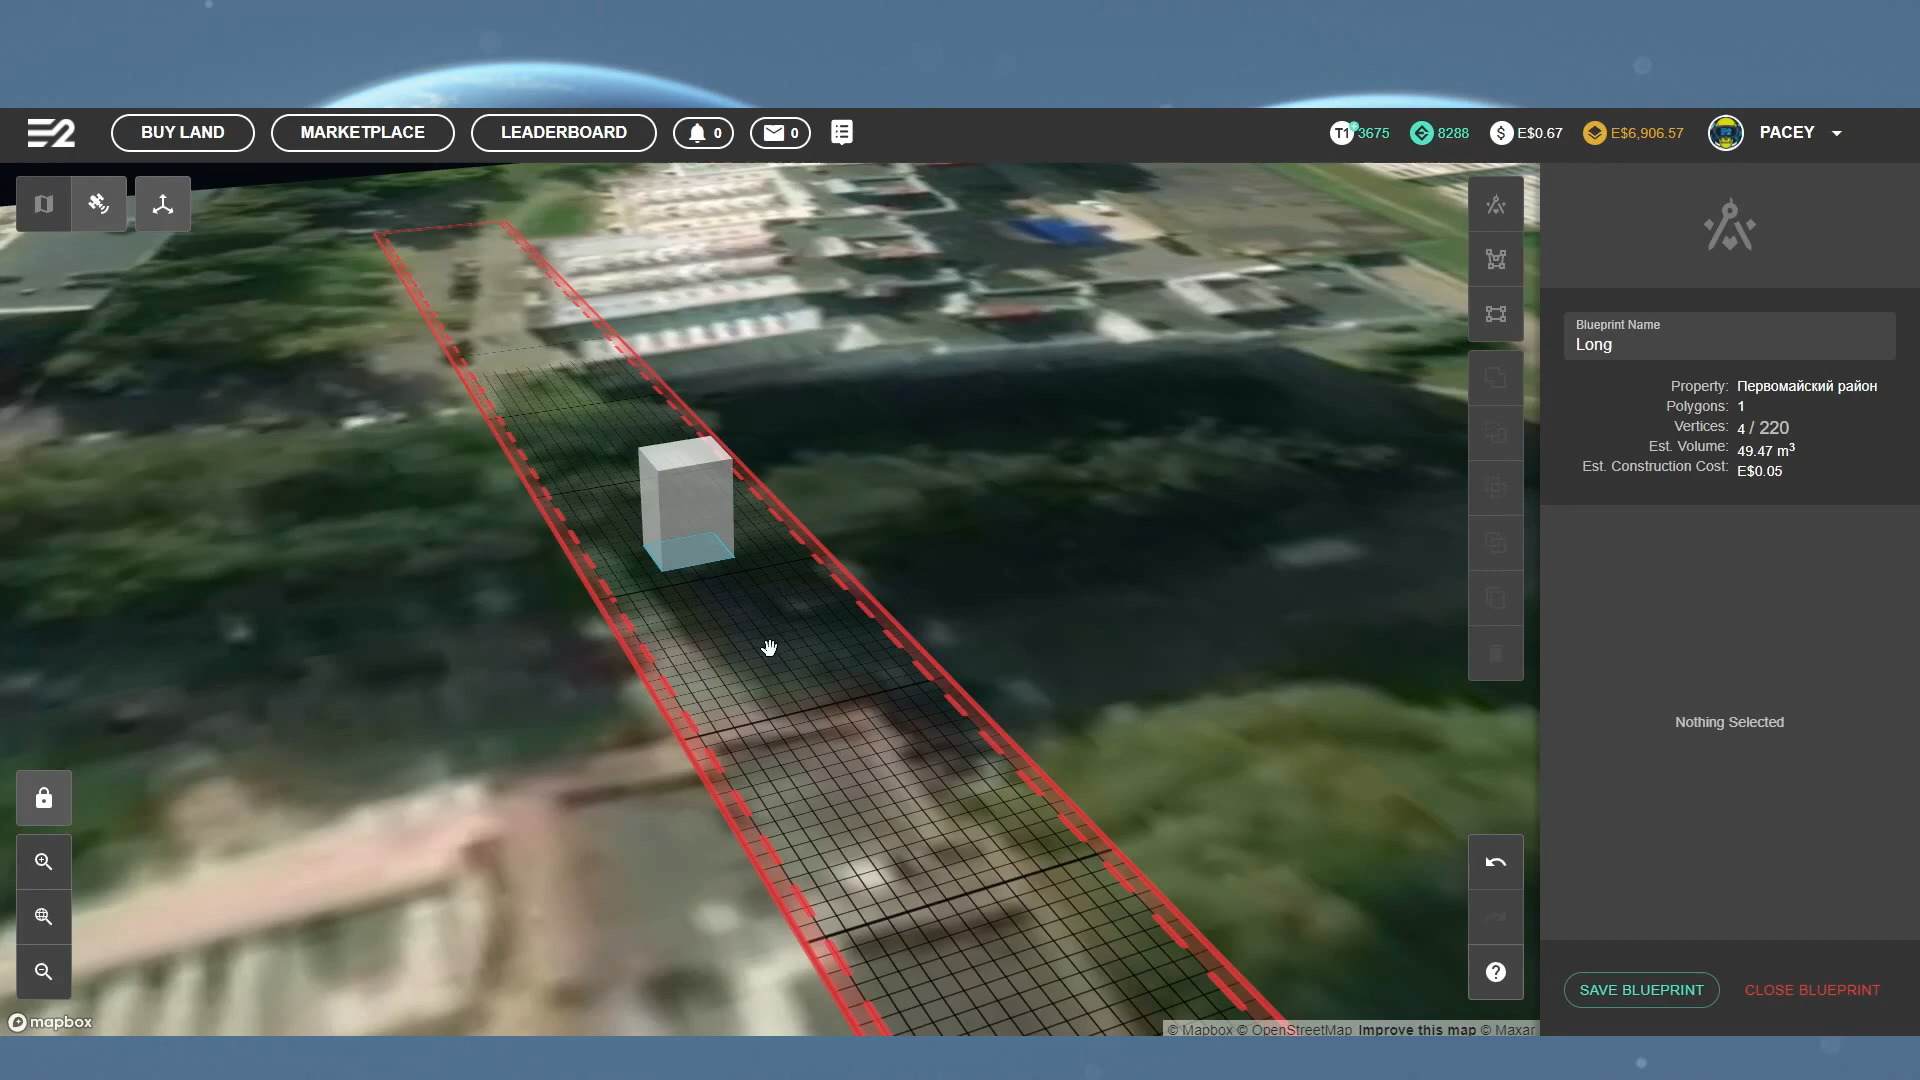 E2
BUY LAND
MARKETPLACE
LEADERBOARD
0
0
T1 3675
8288
$ E$0.67
E$6,906.57
PACEY
Blueprint Name
Long
Property: Первомайский район
Polygons: 1
Vertices: 4 / 220
Est. Volume: 49.47 m³
Est. Construction Cost: E$0.05
Nothing Selected
SAVE BLUEPRINT
CLOSE BLUEPRINT
mapbox
© Mapbox © OpenStreetMap Improve this map © Maxar